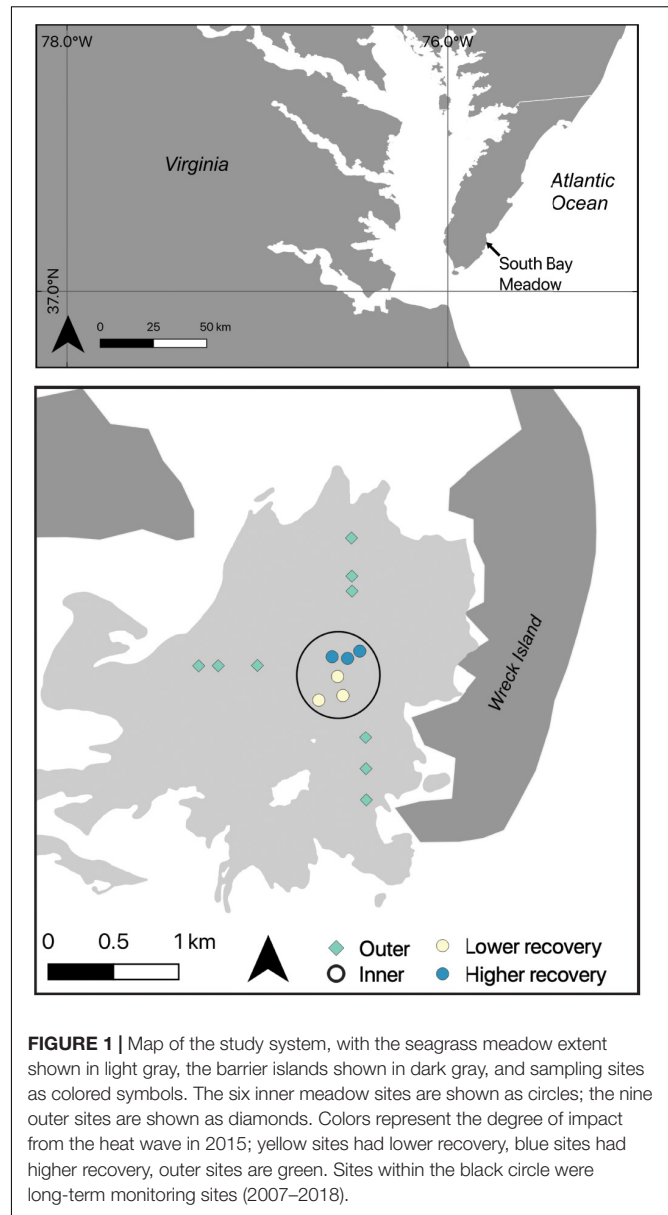 78.0°W
76.0°W
Virginia
Atlantic
Ocean
South Bay
Meadow
37.0°N
0 25 50 km
Wreck Island
0 0.5 1 km
Outer
Lower recovery
Inner
Higher recovery
FIGURE 1 | Map of the study system, with the seagrass meadow extent
shown in light gray, the barrier islands shown in dark gray, and sampling sites
as colored symbols. The six inner meadow sites are shown as circles; the nine
outer sites are shown as diamonds. Colors represent the degree of impact
from the heat wave in 2015; yellow sites had lower recovery, blue sites had
higher recovery, outer sites are green. Sites within the black circle were
long-term monitoring sites (2007–2018).